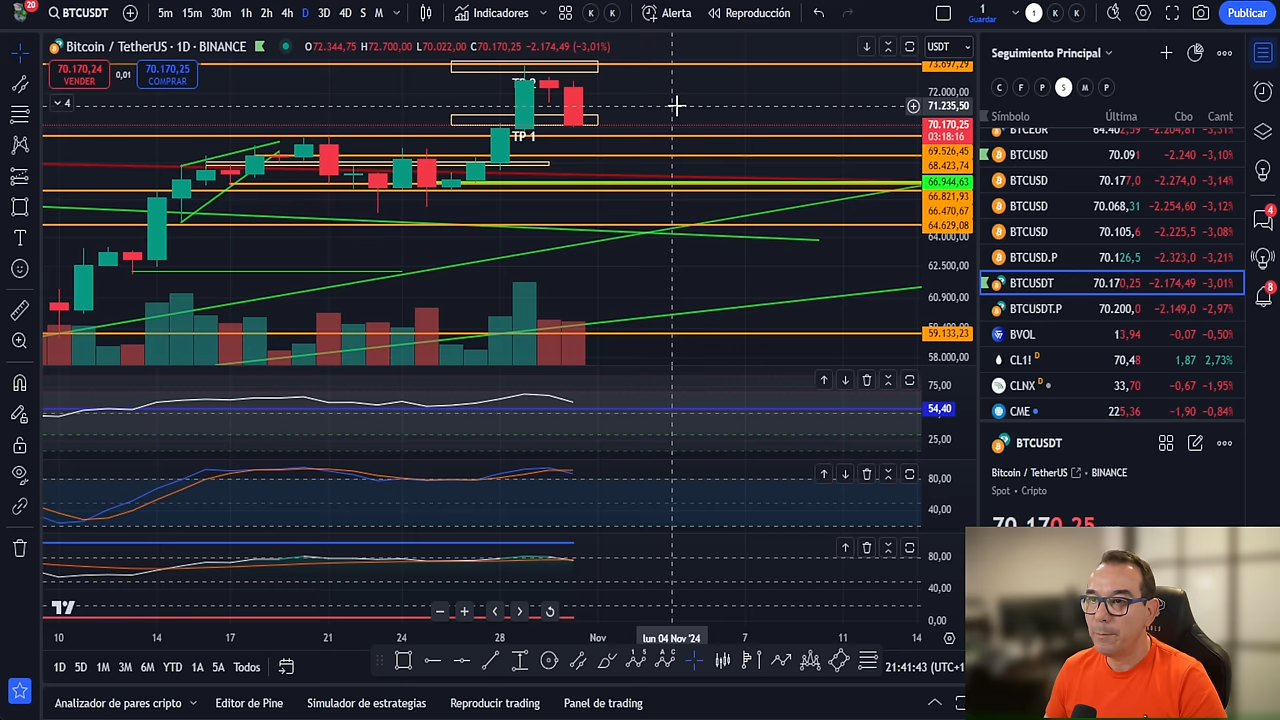 20
BTCUSDT
5m 15m 30m 1h 2h 4h D 3D 4D S M
Indicadores
K K
Alerta
Reproducción
1
Guardar
1 K K
Publicar
Bitcoin / TetherUS · 1D · BINANCE
O72.344,75 H72.700,00 L70.022,00 C70.170,25 −2.174,49 (−3,01%)
USDT
70.170,24
VENDER
0,01
70.170,25
COMPRAR
4
TP 1
73.697,29
72.000,00
71.235,50
70.170,25
03:18:16
69.526,45
68.423,74
66.944,63
66.821,93
66.470,67
64.629,08
64.000,00
62.500,00
60.900,00
59.133,23
58.000,00
75,00
54,40
25,00
80,00
40,00
80,00
40,00
0,00
10 14 17 21 24 28 Nov lun 04 Nov '24 7 11 14
1D 5D 1M 3M 6M YTD 1A 5A Todos
21:41:43 (UTC+1
Analizador de pares cripto
Editor de Pine
Simulador de estrategias
Reproducir trading
Panel de trading
Seguimiento Principal
C F P S M P
Símbolo Última Cbo Camt
BTCEUR 64.402,59 −2.204,81 −3,31%
BTCUSD 70.091 −2.240 −3,10%
BTCUSD 70.177,0 −2.274,0 −3,14%
BTCUSD 70.068,31 −2.254,60 −3,12%
BTCUSD 70.105,6 −2.225,5 −3,08%
BTCUSD.P 70.126,5 −2.323,0 −3,21%
BTCUSDT 70.170,25 −2.174,49 −3,01%
BTCUSDT.P 70.200,0 −2.149,0 −2,97%
BVOL 13,94 −0,07 −0,50%
CL1! D 70,48 1,87 2,73%
CLNX D 33,70 −0,67 −1,95%
CME 225,36 −1,90 −0,84%
BTCUSDT
Bitcoin / TetherUS BINANCE
Spot • Cripto
70.170,25
4
8